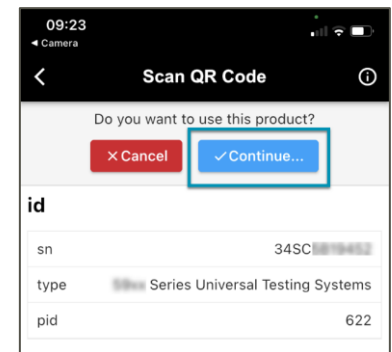 09:23
◄ Camera
Scan QR Code
Do you want to use this product?
× Cancel
✓ Continue...
id
sn 34SC
type Series Universal Testing Systems
pid 622